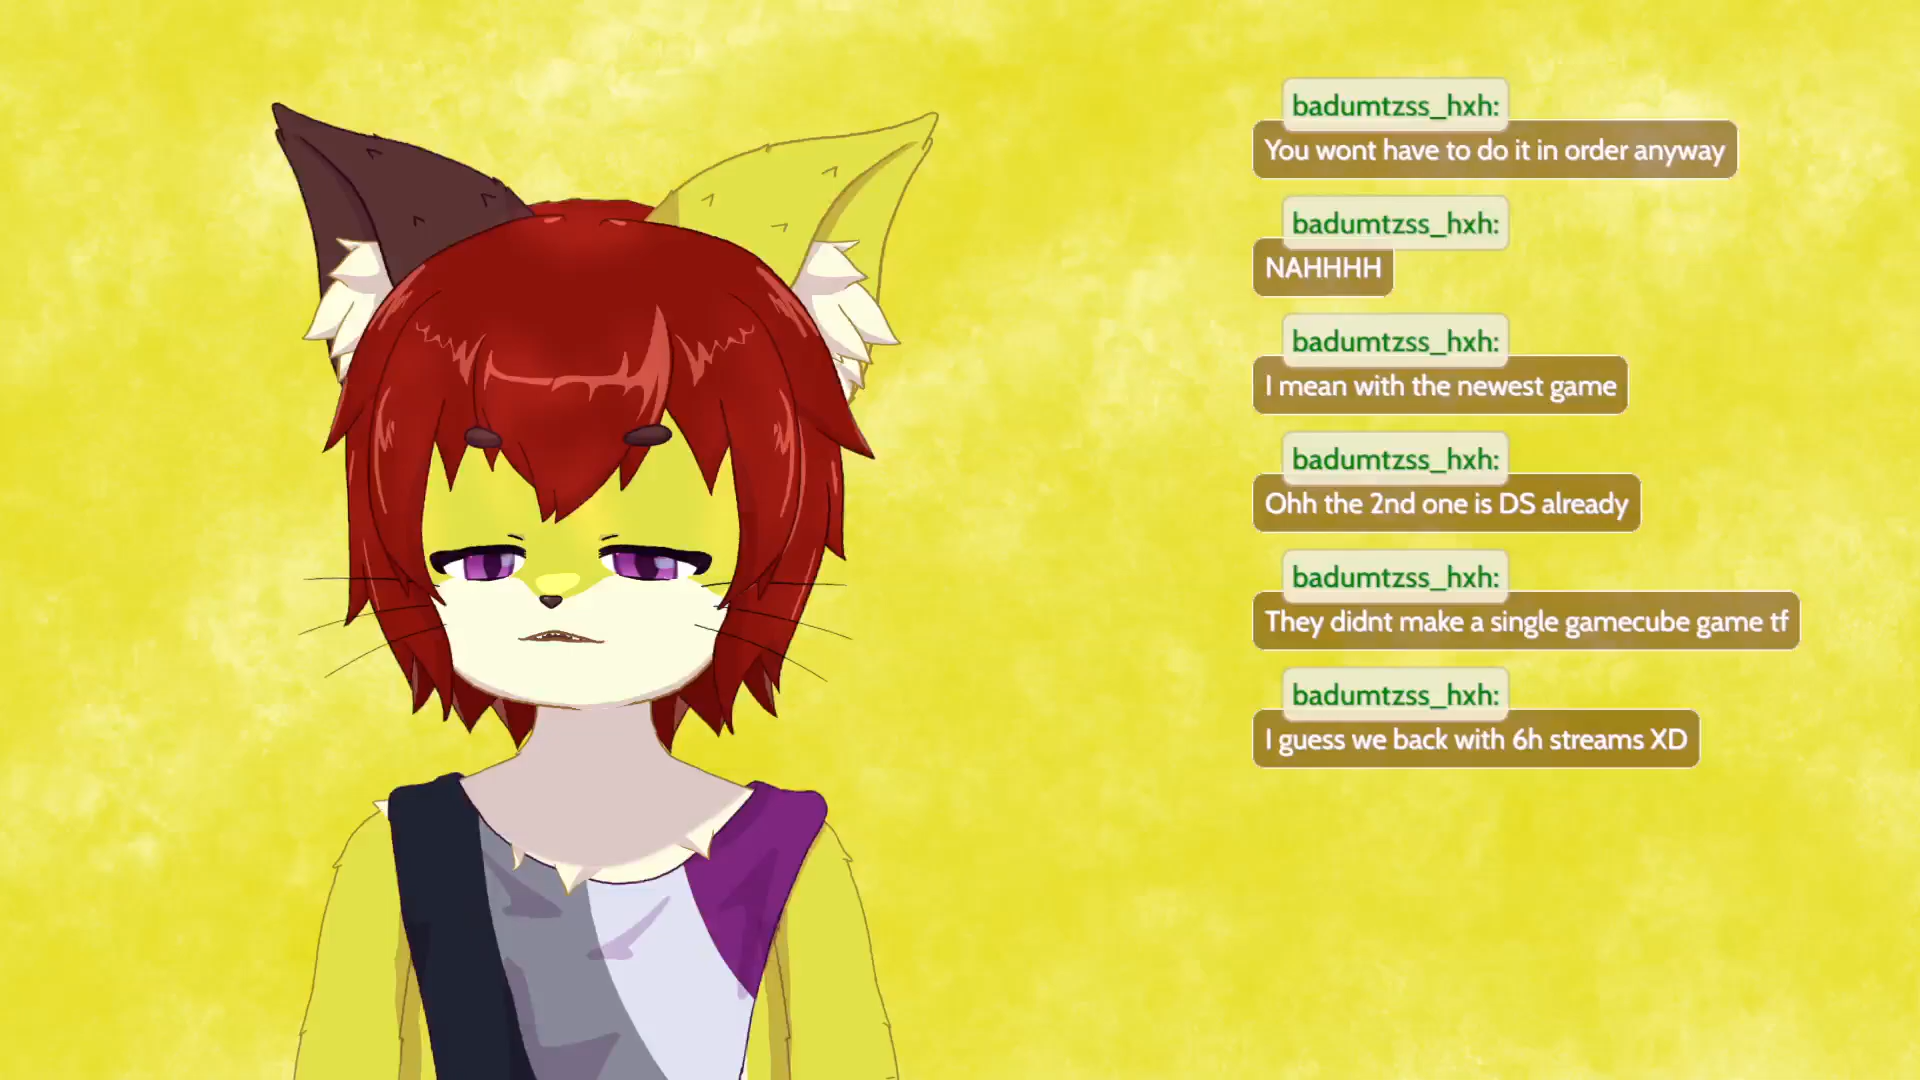 badumtzss_hxh:
You wont have to do it in order anyway
badumtzss_hxh:
NAHHHH
badumtzss_hxh:
I mean with the newest game
badumtzss_hxh:
Ohh the 2nd one is DS already
badumtzss_hxh:
They didnt make a single gamecube game tf
badumtzss_hxh:
I guess we back with 6h streams XD